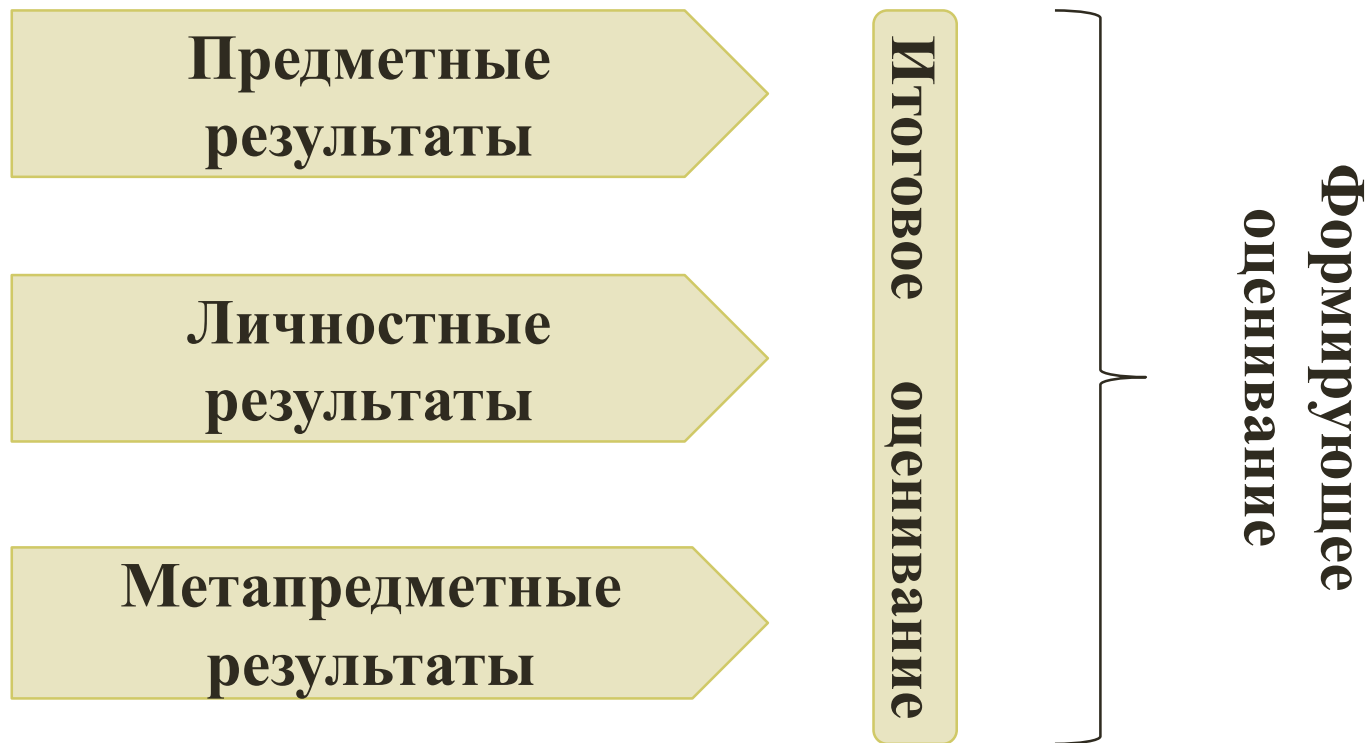 Предметные
результаты
Личностные
результаты
Метапредметные
результаты
Итоговое оценивание
Формирующее
оценивание